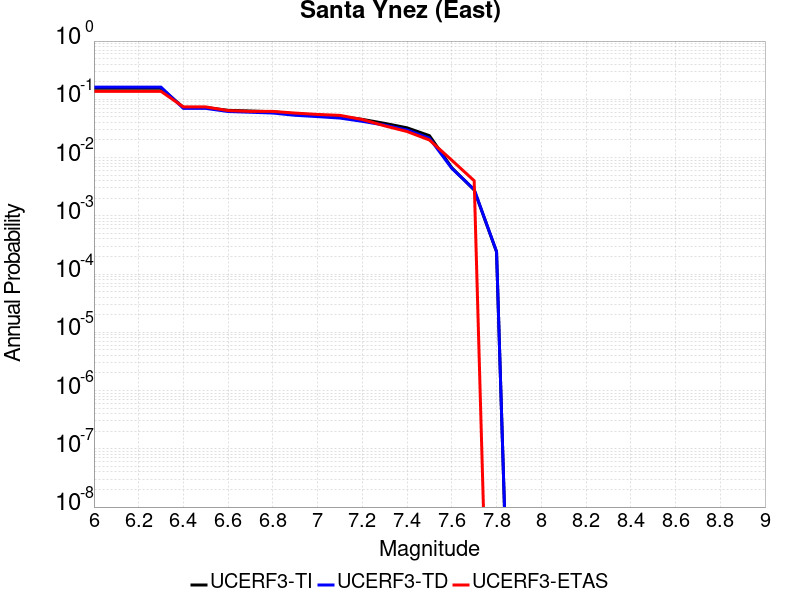 Santa Ynez (East)
10^0
10^-1
10^-2
10^-3
10^-4
10^-5
10^-6
10^-7
10^-8
Annual Probability
6 6.2 6.4 6.6 6.8 7 7.2 7.4 7.6 7.8 8 8.2 8.4 8.6 8.8 9
Magnitude
UCERF3-TI UCERF3-TD UCERF3-ETAS